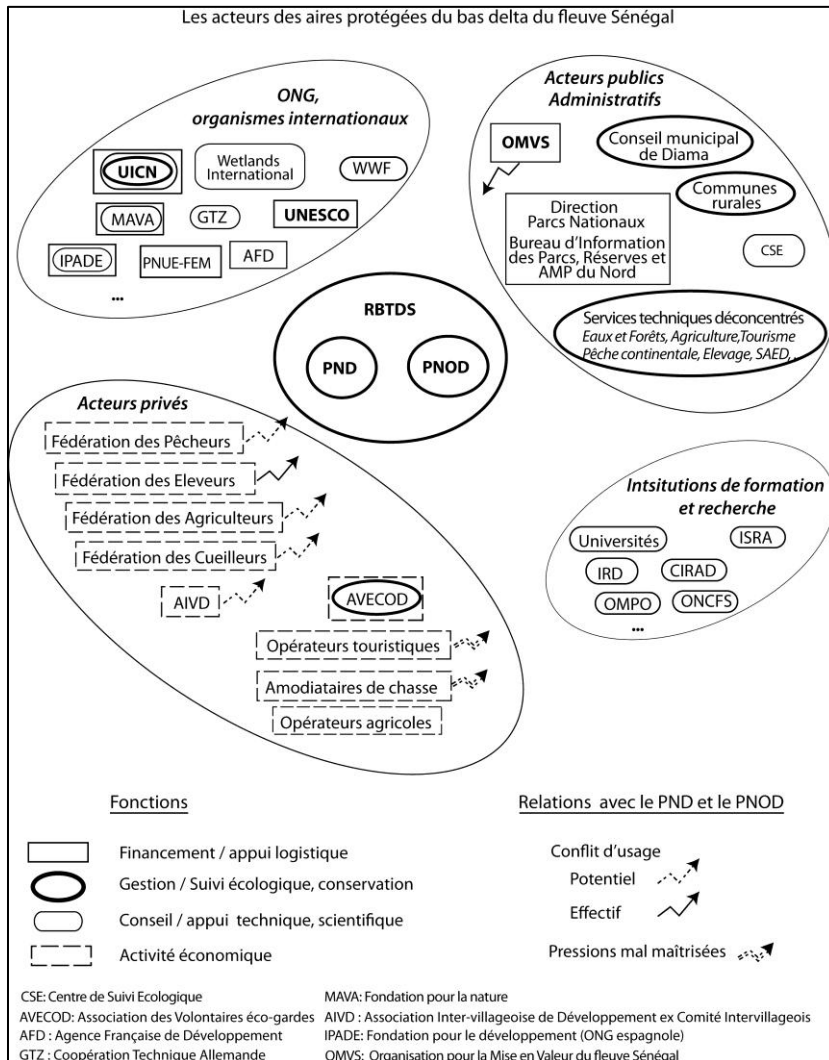 Les acteurs des aires protégées du bas delta du fleuve Sénégal
ONG,
organismes internationaux
UICN
Wetlands
International
WWF
MAVA
GTZ
UNESCO
IPADE
PNUE-FEM
AFD
...
Acteurs publics
Administratifs
OMVS
Conseil municipal
de Diama
Communes
rurales
Direction
Parcs Nationaux
Bureau d'Information
des Parcs, Réserves et
AMP du Nord
CSE
Services techniques déconcentrés
Eaux et Forêts, Agriculture,Tourisme
Pêche continentale, Elevage, SAED,..
RBTDS
PND
PNOD
Acteurs privés
Fédération des Pêcheurs
Fédération des Eleveurs
Fédération des Agriculteurs
Fédération des Cueilleurs
AIVD
AVECOD
Opérateurs touristiques
Amodiataires de chasse
Opérateurs agricoles
Intsitutions de formation
et recherche
Universités
ISRA
IRD
CIRAD
OMPO
ONCFS
...
Fonctions
Financement / appui logistique
Gestion / Suivi écologique, conservation
Conseil / appui technique, scientifique
Activité économique
Relations avec le PND et le PNOD
Conflit d'usage
Potentiel
Effectif
Pressions mal maîtrisées
CSE: Centre de Suivi Ecologique
AVECOD: Association des Volontaires éco-gardes
AFD : Agence Française de Développement
GTZ : Coopération Technique Allemande
MAVA: Fondation pour la nature
AIVD : Association Inter-villageoise de Développement ex Comité Intervillageois
IPADE: Fondation pour le développement (ONG espagnole)
OMVS: Organisation pour la Mise en Valeur du fleuve Sénégal